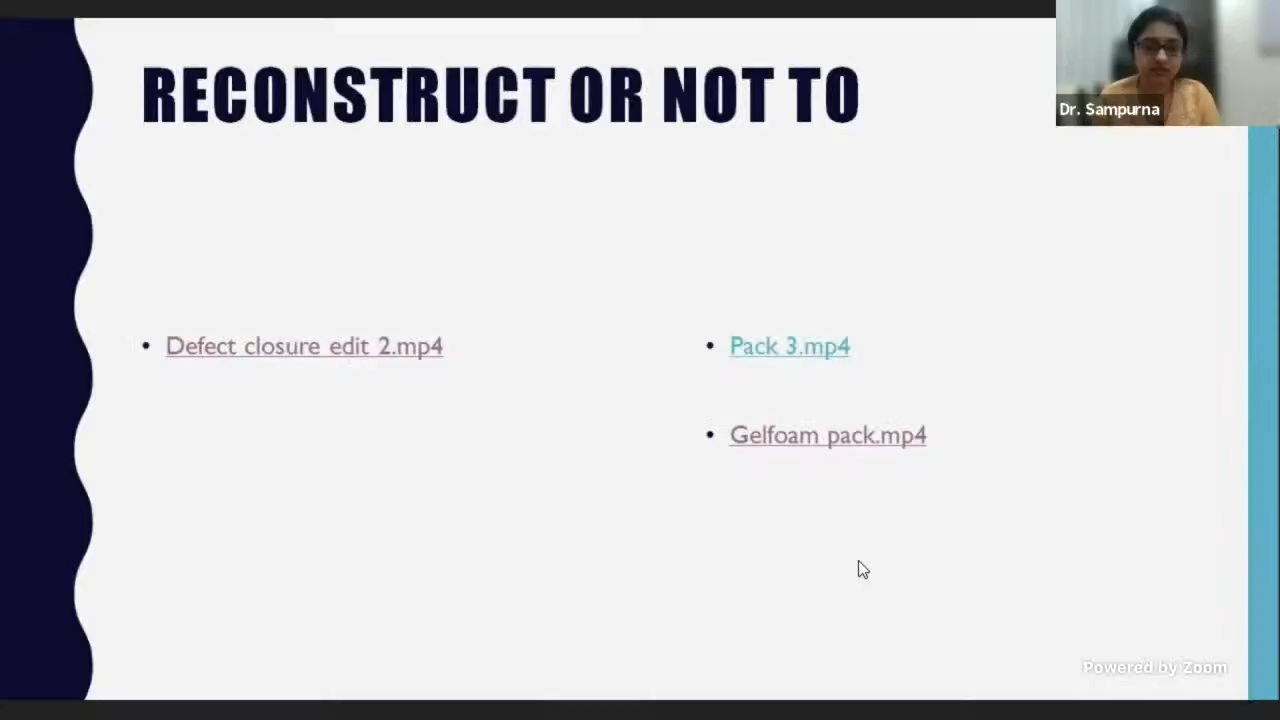 RECONSTRUCT OR NOT TO
Dr. Sampurna
• Defect closure edit 2.mp4
• Pack 3.mp4
• Gelfoam pack.mp4
Powered by Zoom